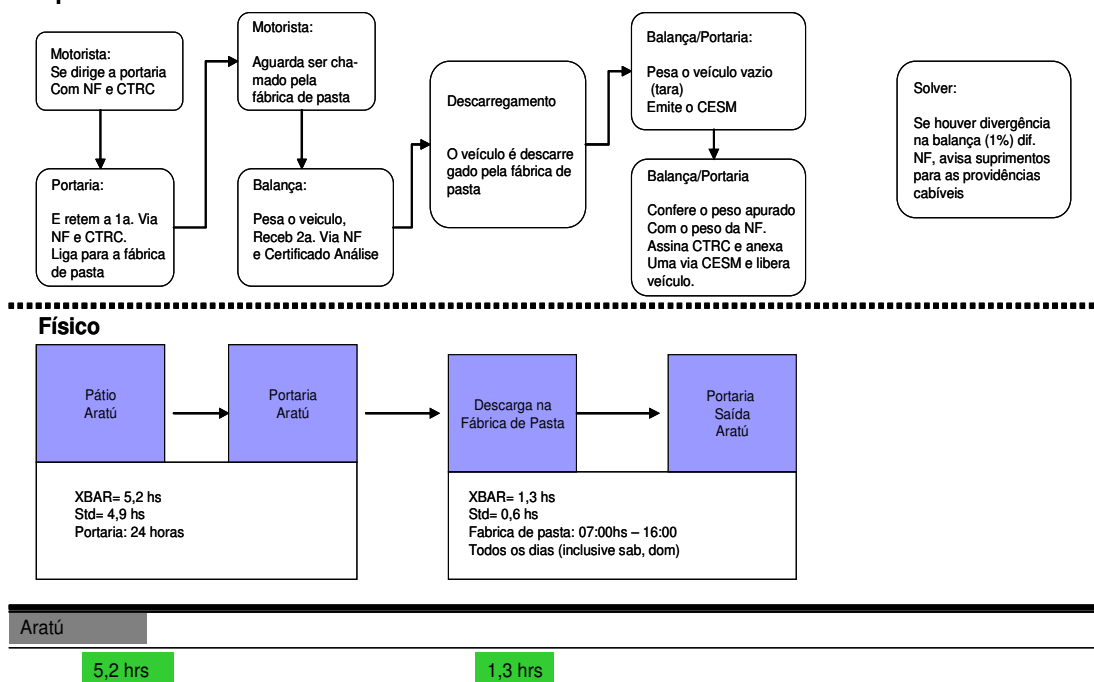 Motorista:
Se dirige a portaria
Com NF e CTRC
Portaria:
E retem a 1a. Via
NF e CTRC.
Liga para a fábrica
de pasta
Motorista:
Aguarda ser cha-
mado pela
fábrica de pasta
Balança:
Pesa o veiculo,
Receb 2a. Via NF
e Certificado Análise
Descarregamento
O veículo é descarre
gado pela fábrica de
pasta
Balança/Portaria:
Pesa o veículo vazio
(tara)
Emite o CESM
Balança/Portaria
Confere o peso apurado
Com o peso da NF.
Assina CTRC e anexa
Uma via CESM e libera
veículo.
Solver:
Se houver divergência
na balança (1%) dif.
NF, avisa suprimentos
para as providências
cabíveis
Físico
Pátio
Aratú
Portaria
Aratú
Descarga na
Fábrica de Pasta
Portaria
Saída
Aratú
XBAR= 5,2 hs
Std= 4,9 hs
Portaria: 24 horas
XBAR= 1,3 hs
Std= 0,6 hs
Fabrica de pasta: 07:00hs – 16:00
Todos os dias (inclusive sab, dom)
Aratú
5,2 hrs
1,3 hrs